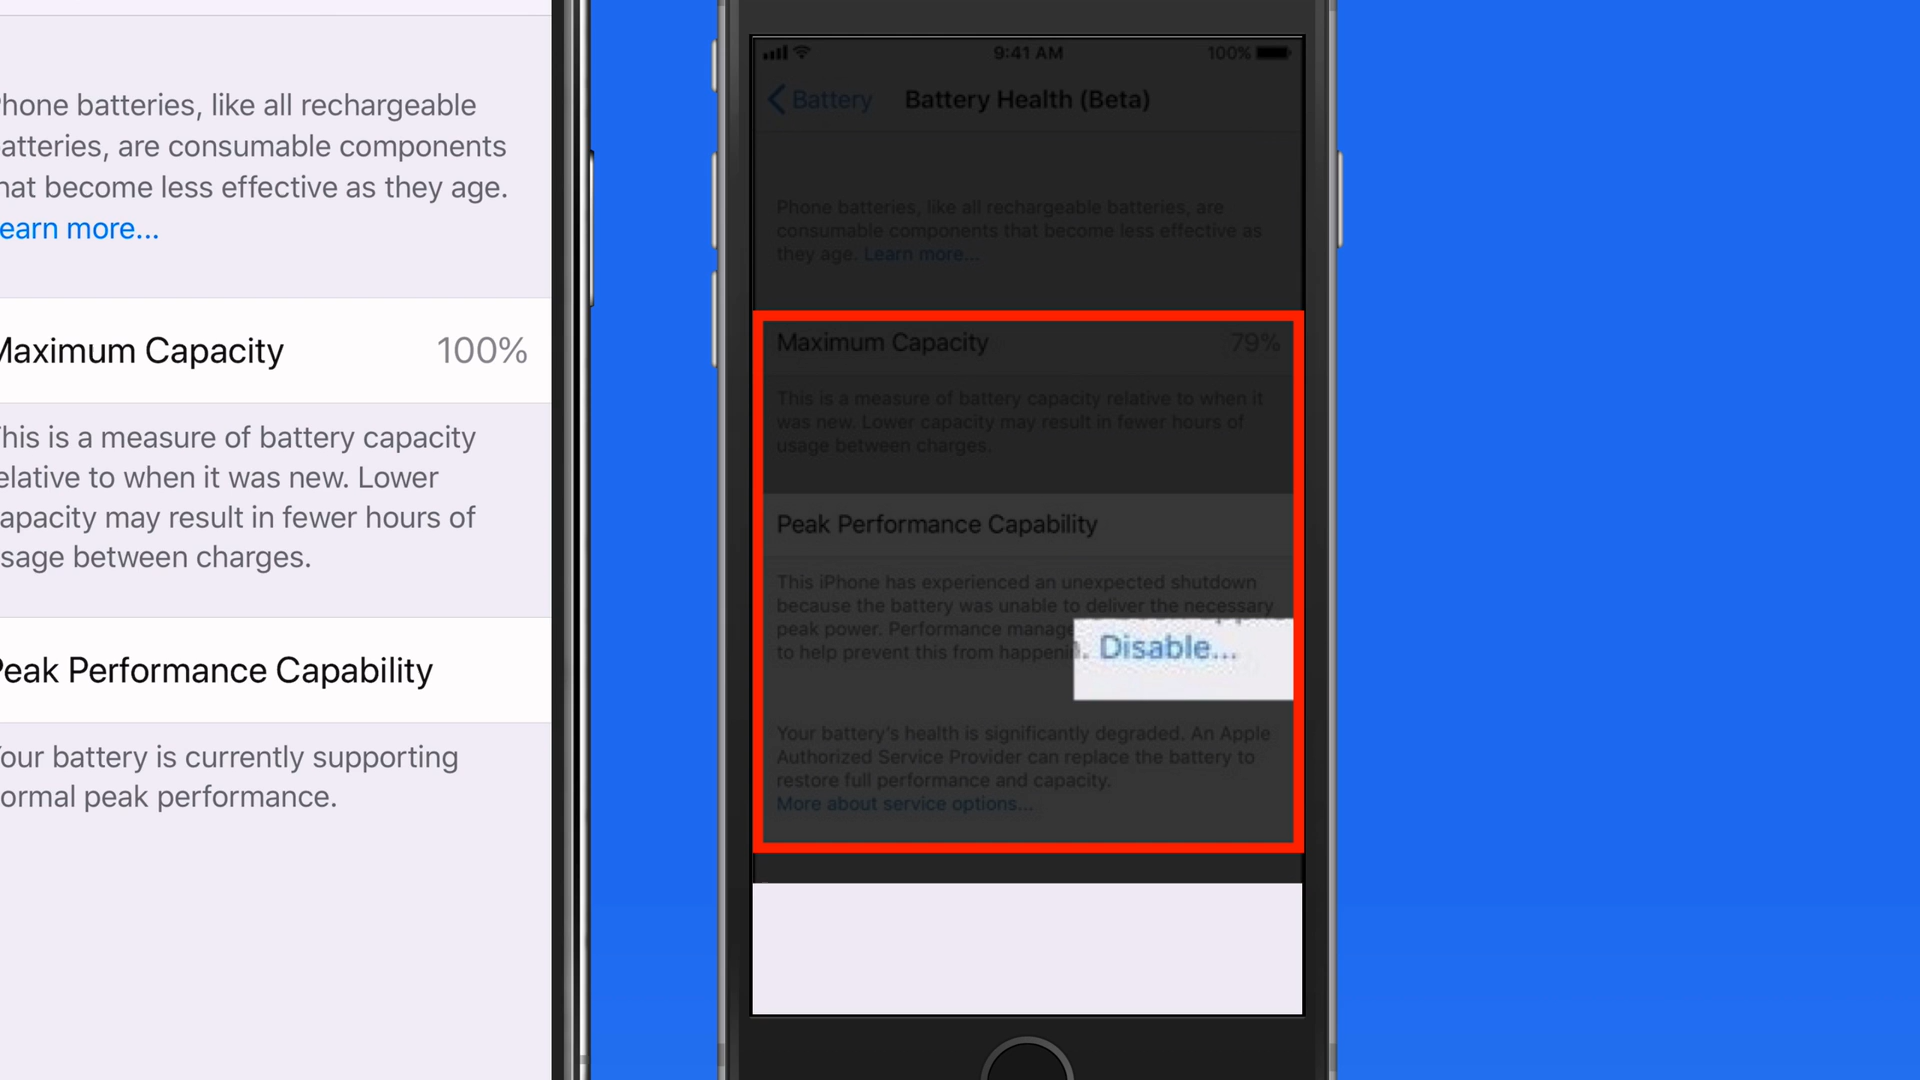 hone batteries, like all rechargeable
atteries, are consumable components
hat become less effective as they age.
earn more...
Maximum Capacity 100%
his is a measure of battery capacity
elative to when it was new. Lower
apacity may result in fewer hours of
sage between charges.
Peak Performance Capability
our battery is currently supporting
ormal peak performance.
9:41 AM 100%
Battery Battery Health (Beta)
Phone batteries, like all rechargeable batteries, are
consumable components that become less effective as
they age. Learn more...
Maximum Capacity 79%
This is a measure of battery capacity relative to when it
was new. Lower capacity may result in fewer hours of
usage between charges.
Peak Performance Capability
This iPhone has experienced an unexpected shutdown
because the battery was unable to deliver the necessary
peak power. Performance manage
to help prevent this from happenin. Disable...
Your battery's health is significantly degraded. An Apple
Authorized Service Provider can replace the battery to
restore full performance and capacity.
More about service options...